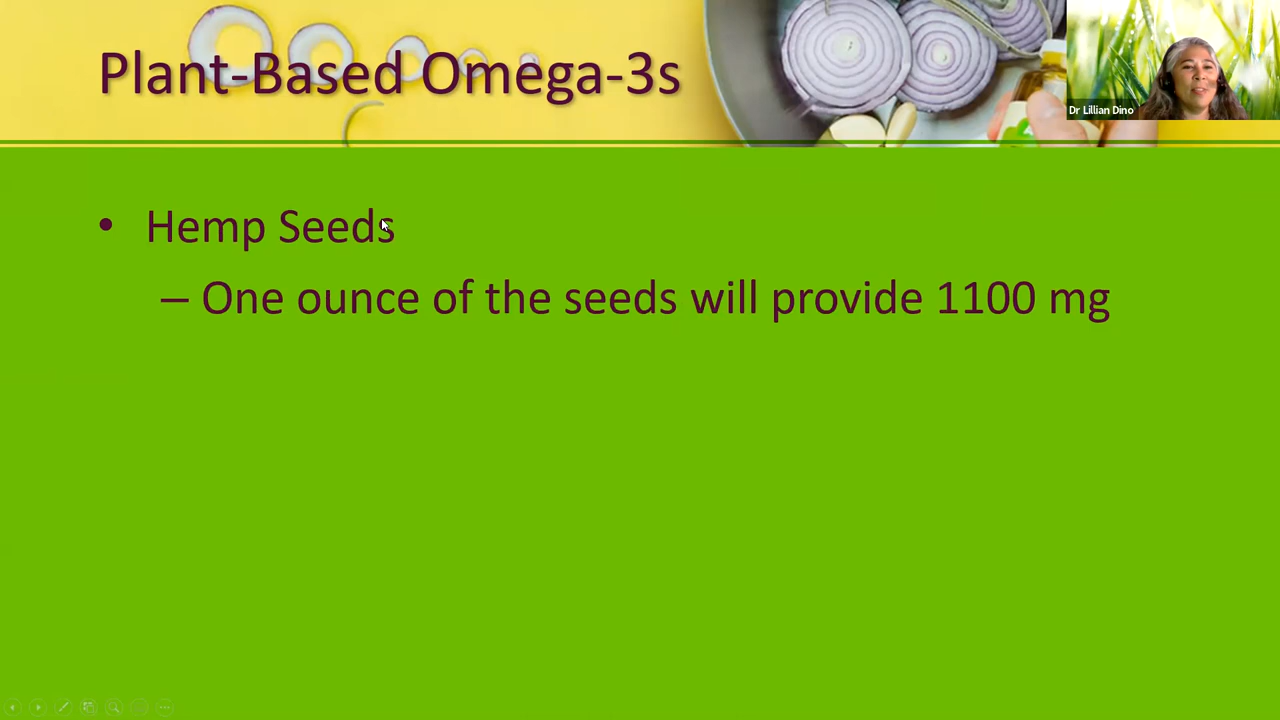 Plant-Based Omega-3s
Dr Lillian Dino
• Hemp Seeds
– One ounce of the seeds will provide 1100 mg